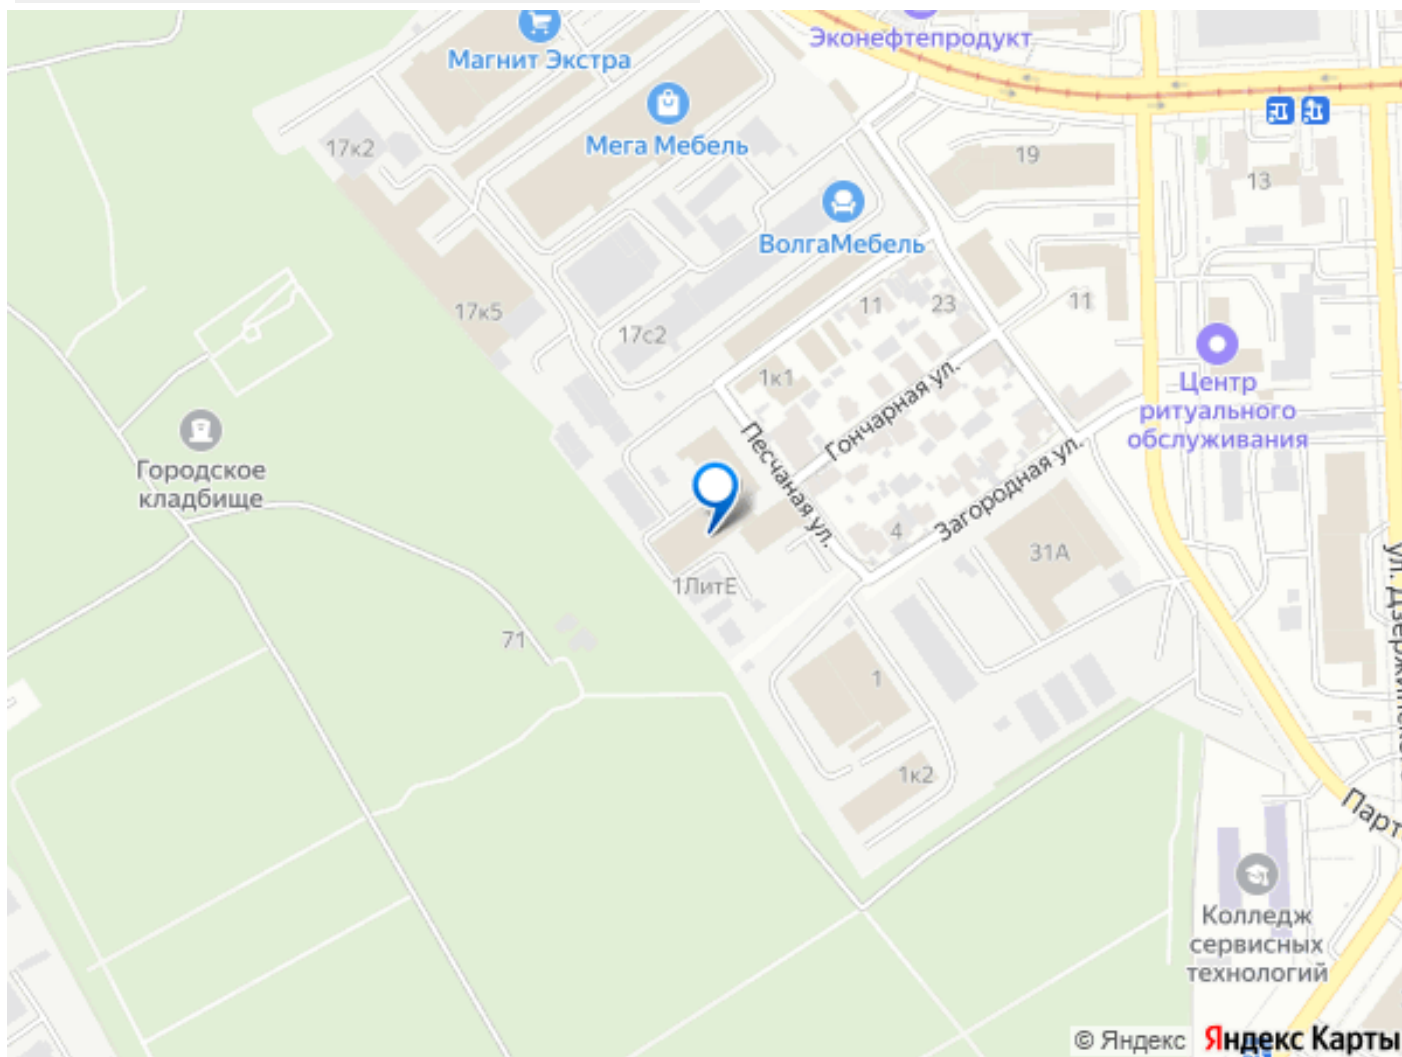 Эконефтепродукт
Магнит Экстра
Мега Мебель
17к2
19
13
ВолгаМебель
17к5
17с2
11
23
11
1к1
Гончарная ул.
Центр
ритуального
обслуживания
Городское
кладбище
Песчаная ул.
Загородная ул.
4
31А
1ЛитЕ
71
1
1к2
ул. Дзержинского
Парт
Колледж
сервисных
технологий
© Яндекс
Яндекс Карты